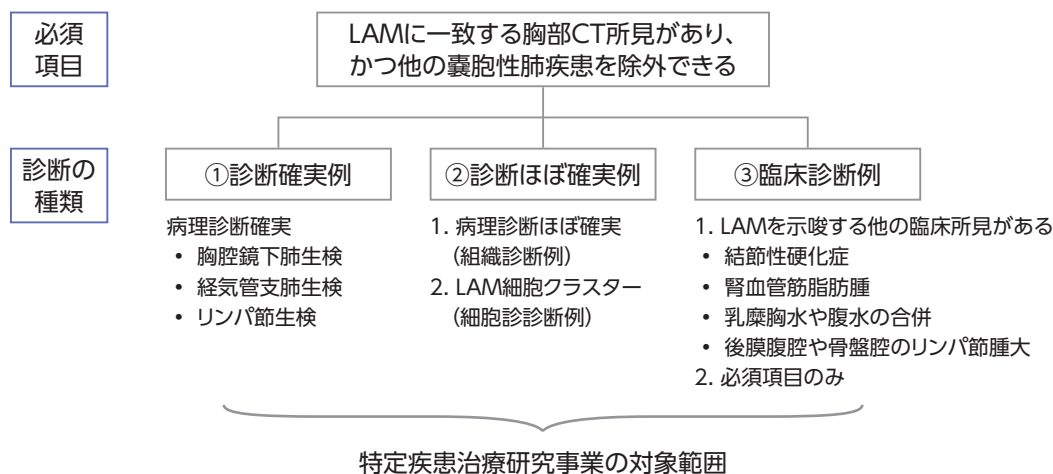 必須
項目
LAMに一致する胸部CT所見があり、
かつ他の嚢胞性肺疾患を除外できる
診断の
種類
①診断確実例
病理診断確実
• 胸腔鏡下肺生検
• 経気管支肺生検
• リンパ節生検
②診断ほぼ確実例
1. 病理診断ほぼ確実
（組織診断例）
2. LAM細胞クラスター
（細胞診診断例）
③臨床診断例
1. LAMを示唆する他の臨床所見がある
• 結節性硬化症
• 腎血管筋脂肪腫
• 乳糜胸水や腹水の合併
• 後膜腹腔や骨盤腔のリンパ節腫大
2. 必須項目のみ
特定疾患治療研究事業の対象範囲